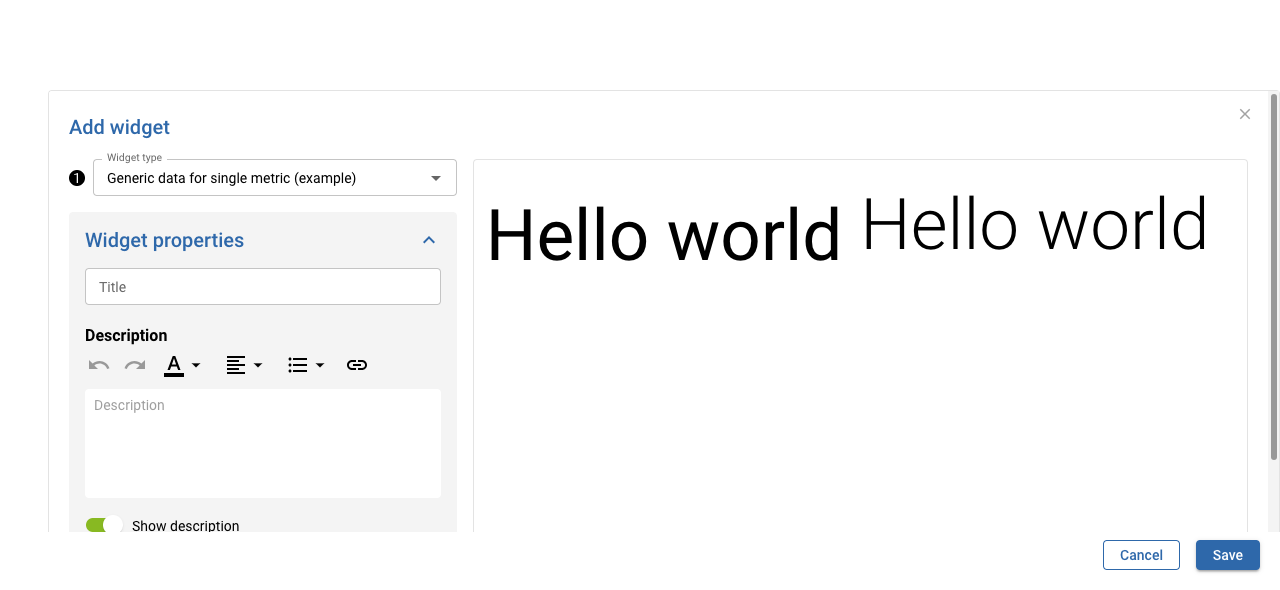 Add widget
Widget type
1 Generic data for single metric (example)
Hello world Hello world
Widget properties
Title
Description
A
Description
Show description
Cancel Save